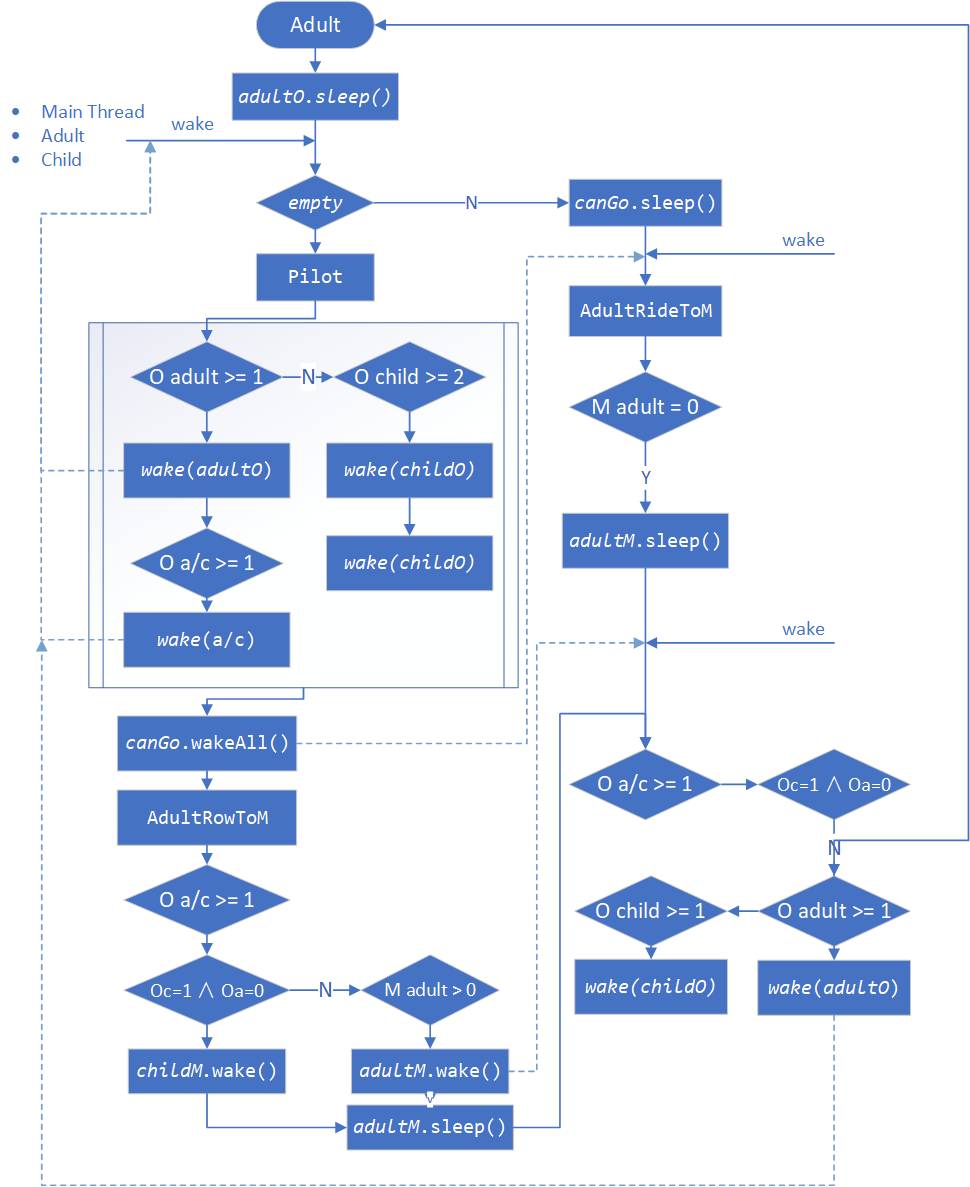 Adult
adultO.sleep()
• Main Thread
• Adult
• Child
wake
empty
N
canGo.sleep()
wake
Pilot
AdultRideToM
O adult >= 1
N
O child >= 2
M adult = 0
Y
wake(adultO)
wake(childO)
adultM.sleep()
O a/c >= 1
wake(childO)
wake(a/c)
wake
canGo.wakeAll()
O a/c >= 1
Oc=1 ∧ Oa=0
AdultRowToM
N
O a/c >= 1
O child >= 1
O adult >= 1
Oc=1 ∧ Oa=0
N
M adult > 0
wake(childO)
wake(adultO)
childM.wake()
adultM.wake()
adultM.sleep()